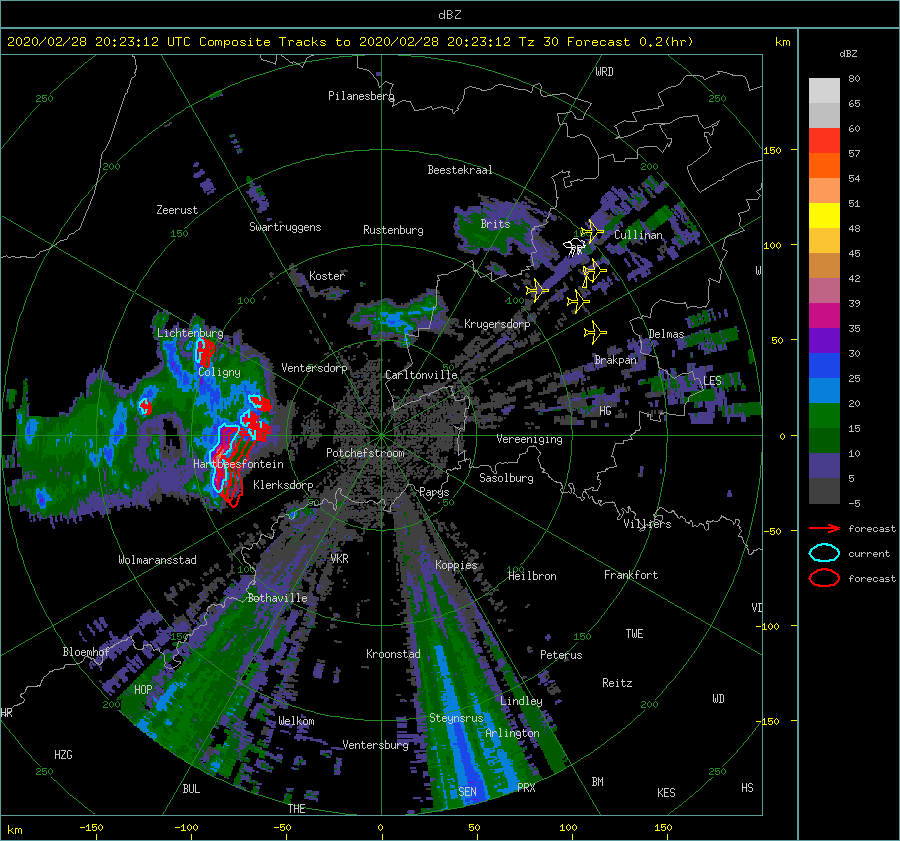 dBZ
2020/02/28 20:23:12 UTC Composite Tracks to 2020/02/28 20:23:12 Tz 30 Forecast 0.2(hr)
km
dBZ
80
65
60
57
54
51
48
45
42
39
35
30
25
20
15
10
5
-5
forecast
current
forecast
WRD
250
250
Pilanesberg
150
200
200
Beestekraal
Zeerust
150
Swartruggens
Rustenburg
Brits
Cullinan
100
W
Koster
100
100
Krugersdorp
Lichtenburg
Delmas
50
Brakpan
Coligny
Ventersdorp
Carltonville
LES
HG
Vereeniging
0
Potchefstroom
Hartbeesfontein
Sasolburg
Klerksdorp
Parys
50
50
Villiers
-50
Wolmaransstad
VKR
Koppies
100
100
Heilbron
Frankfort
Bothaville
VD
-100
150
150
TWE
Bloemhof
Kroonstad
Peterus
HOP
Reitz
WD
200
Lindley
200
HR
Welkom
Steynsrus
-150
Arlington
Ventersburg
HZG
250
250
BUL
SEN
PRX
BM
KES
HS
THE
km
-150
-100
-50
0
50
100
150